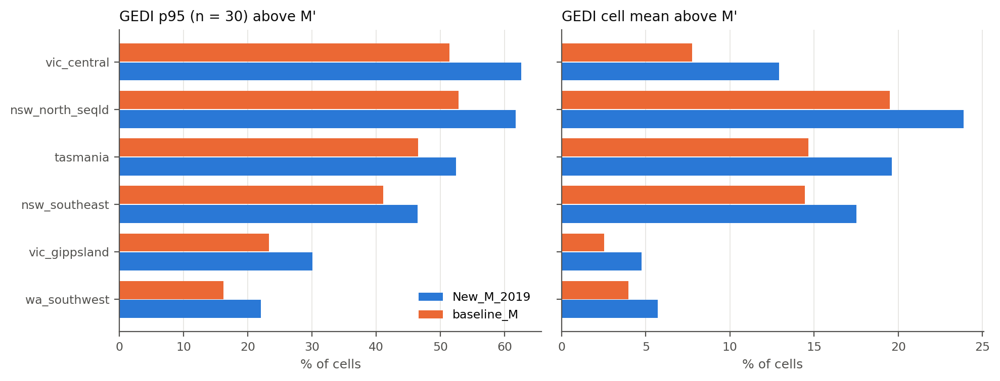 GEDI p95 (n = 30) above M'
GEDI cell mean above M'
vic_central
nsw_north_seqld
tasmania
nsw_southeast
vic_gippsland
wa_southwest
New_M_2019
baseline_M
0 10 20 30 40 50 60
0 5 10 15 20 25
% of cells
% of cells